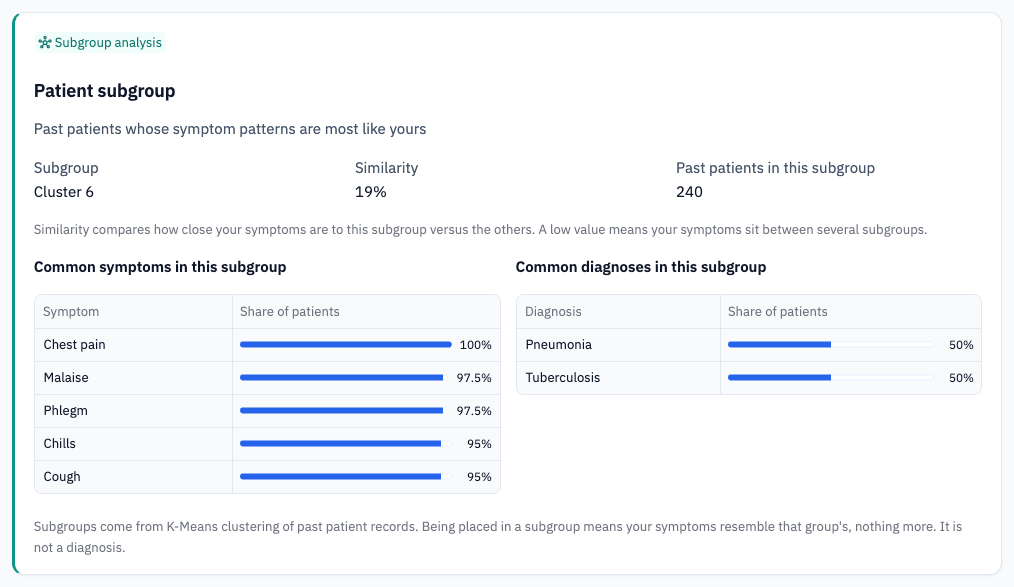 Subgroup analysis
Patient subgroup
Past patients whose symptom patterns are most like yours
Subgroup Similarity Past patients in this subgroup
Cluster 6 19% 240
Similarity compares how close your symptoms are to this subgroup versus the others. A low value means your symptoms sit between several subgroups.
Common symptoms in this subgroup
Symptom Share of patients
Chest pain 100%
Malaise 97.5%
Phlegm 97.5%
Chills 95%
Cough 95%
Common diagnoses in this subgroup
Diagnosis Share of patients
Pneumonia 50%
Tuberculosis 50%
Subgroups come from K-Means clustering of past patient records. Being placed in a subgroup means your symptoms resemble that group's, nothing more. It is
not a diagnosis.